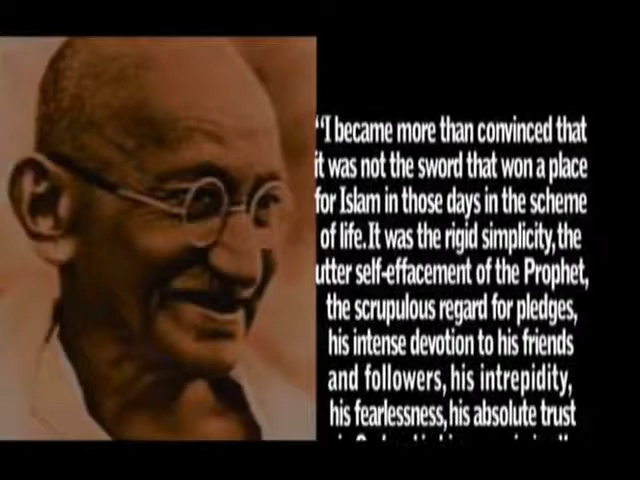 “I became more than convinced that
it was not the sword that won a place
for Islam in those days in the scheme
of life.It was the rigid simplicity,the
utter self-effacement of the Prophet,
the scrupulous regard for pledges,
his intense devotion to his friends
and followers, his intrepidity,
his fearlessness,his absolute trust